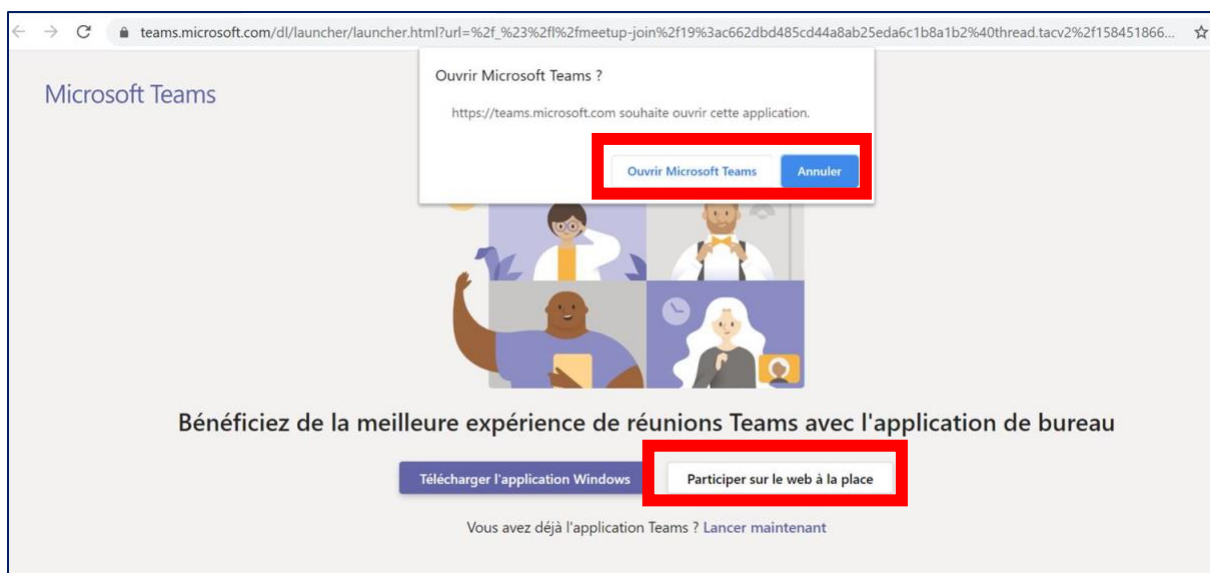 teams.microsoft.com/dl/launcher/launcher.html?url=%2f_%23%2fl%2fmeetup-join%2f19%3ac662dbd485cd44a8ab25eda6c1b8a1b2%40thread.tacv2%2f158451866...
Microsoft Teams
Ouvrir Microsoft Teams ?
https://teams.microsoft.com souhaite ouvrir cette application.
Ouvrir Microsoft Teams Annuler
Bénéficiez de la meilleure expérience de réunions Teams avec l'application de bureau
Télécharger l'application Windows Participer sur le web à la place
Vous avez déjà l'application Teams ? Lancer maintenant